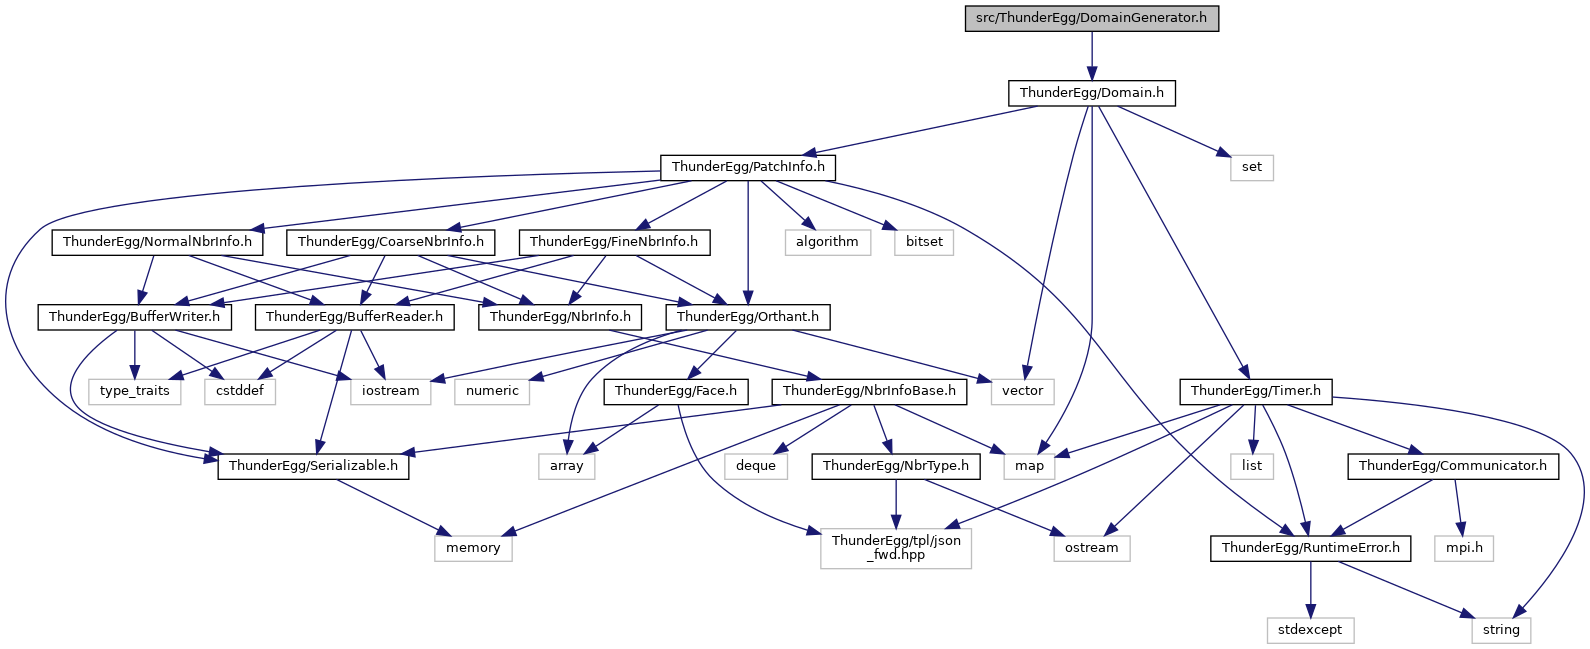 src/ThunderEgg/DomainGenerator.h
ThunderEgg/Domain.h
ThunderEgg/PatchInfo.h
set
ThunderEgg/NormalNbrInfo.h
ThunderEgg/CoarseNbrInfo.h
ThunderEgg/FineNbrInfo.h
algorithm
bitset
ThunderEgg/BufferWriter.h
ThunderEgg/BufferReader.h
ThunderEgg/NbrInfo.h
ThunderEgg/Orthant.h
type_traits
cstddef
iostream
numeric
ThunderEgg/Face.h
ThunderEgg/NbrInfoBase.h
vector
ThunderEgg/Timer.h
ThunderEgg/Serializable.h
array
deque
ThunderEgg/NbrType.h
map
list
ThunderEgg/Communicator.h
memory
ThunderEgg/tpl/json
_fwd.hpp
ostream
ThunderEgg/RuntimeError.h
mpi.h
stdexcept
string